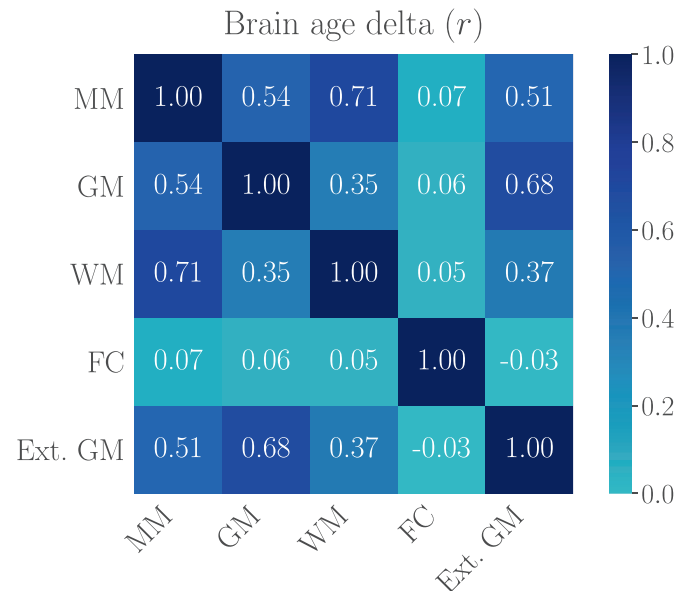 Brain age delta (r)
MM 1.00 0.54 0.71 0.07 0.51
GM 0.54 1.00 0.35 0.06 0.68
WM 0.71 0.35 1.00 0.05 0.37
FC 0.07 0.06 0.05 1.00 -0.03
Ext. GM 0.51 0.68 0.37 -0.03 1.00
MM GM WM FC Ext. GM
1.0
0.8
0.6
0.4
0.2
0.0